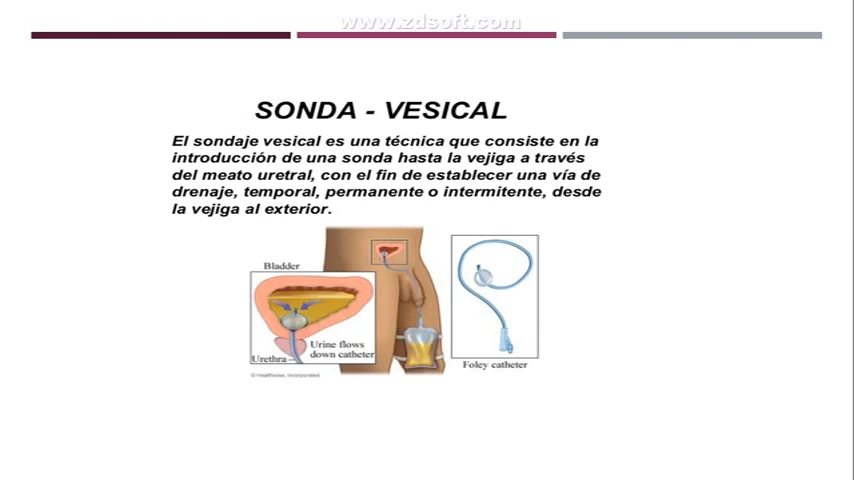 www.zdsoft.com
SONDA - VESICAL
El sondaje vesical es una técnica que consiste en la
introducción de una sonda hasta la vejiga a través
del meato uretral, con el fin de establecer una vía de
drenaje, temporal, permanente o intermitente, desde
la vejiga al exterior.
Bladder
Urine flows
down catheter
Urethra
Foley catheter
© Healthwise, Incorporated